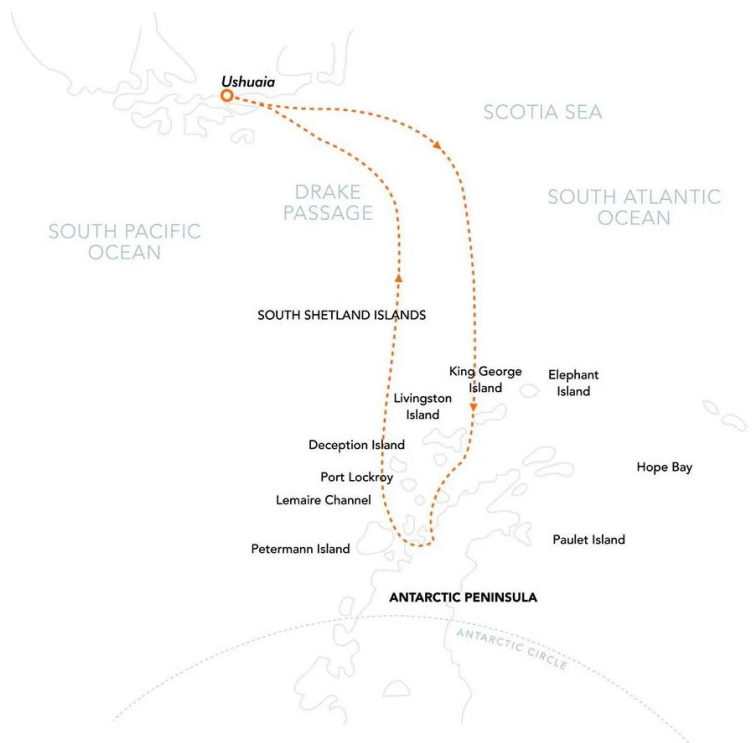 Ushuaia
SCOTIA SEA
DRAKE
PASSAGE
SOUTH ATLANTIC
OCEAN
SOUTH PACIFIC
OCEAN
SOUTH SHETLAND ISLANDS
King George
Island
Elephant
Island
Livingston
Island
Deception Island
Hope Bay
Port Lockroy
Lemaire Channel
Paulet Island
Petermann Island
ANTARCTIC PENINSULA
ANTARCTIC CIRCLE